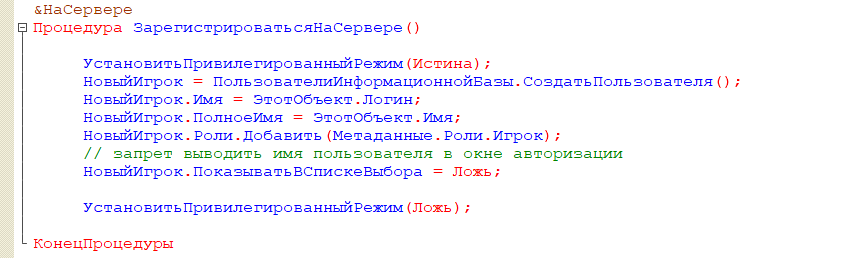 &НаСервере
Процедура ЗарегистрироватьсяНаСервере()
УстановитьПривилегированныйРежим(Истина);
НовыйИгрок = ПользователиИнформационнойБазы.СоздатьПользователя();
НовыйИгрок.Имя = ЭтотОбъект.Логин;
НовыйИгрок.ПолноеИмя = ЭтотОбъект.Имя;
НовыйИгрок.Роли.Добавить(Метаданные.Роли.Игрок);
// запрет выводить имя пользователя в окне авторизации
НовыйИгрок.ПоказыватьВСпискеВыбора = Ложь;
УстановитьПривилегированныйРежим(Ложь);
КонецПроцедуры